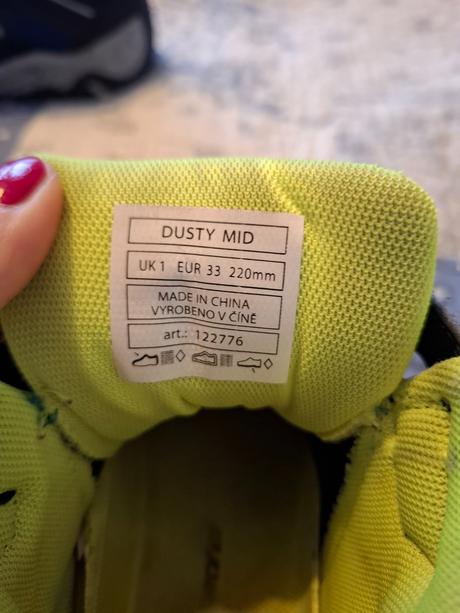 DUSTY MID
UK 1 EUR 33 220mm
MADE IN CHINA
VYROBENO V ČÍNĚ
art.: 122776